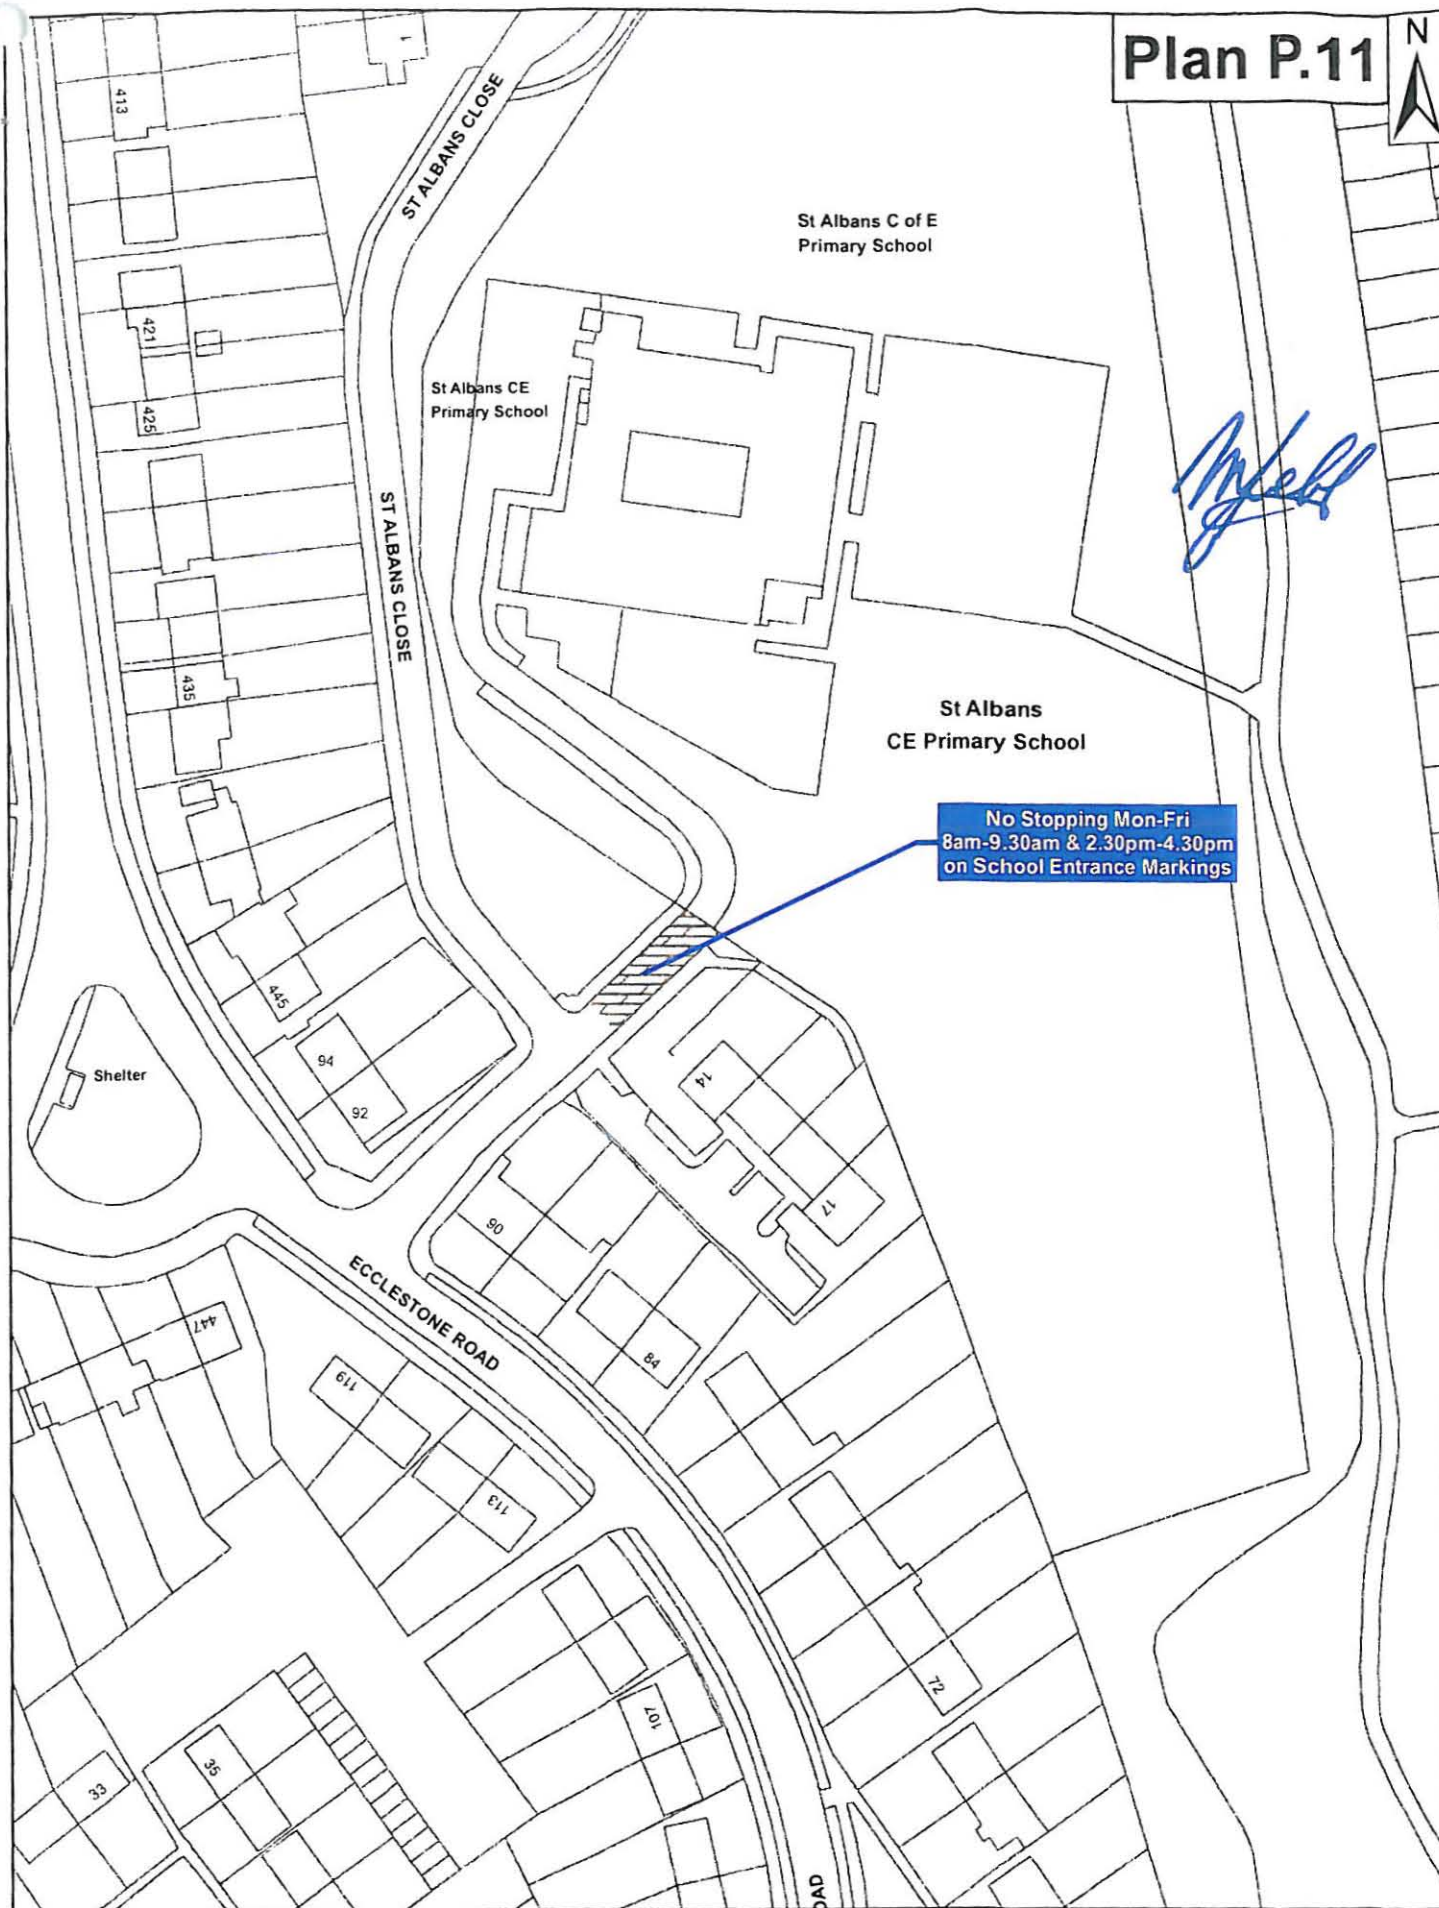 Plan P.11
N
413
ST ALBANS CLOSE
St Albans C of E
Primary School
421
425
St Albans CE
Primary School
ST ALBANS CLOSE
435
St Albans
CE Primary School
No Stopping Mon-Fri
8am-9.30am & 2.30pm-4.30pm
on School Entrance Markings
445
94
92
Shelter
14
17
90
84
ECCLESTONE ROAD
447
119
113
72
107
35
33
OAD